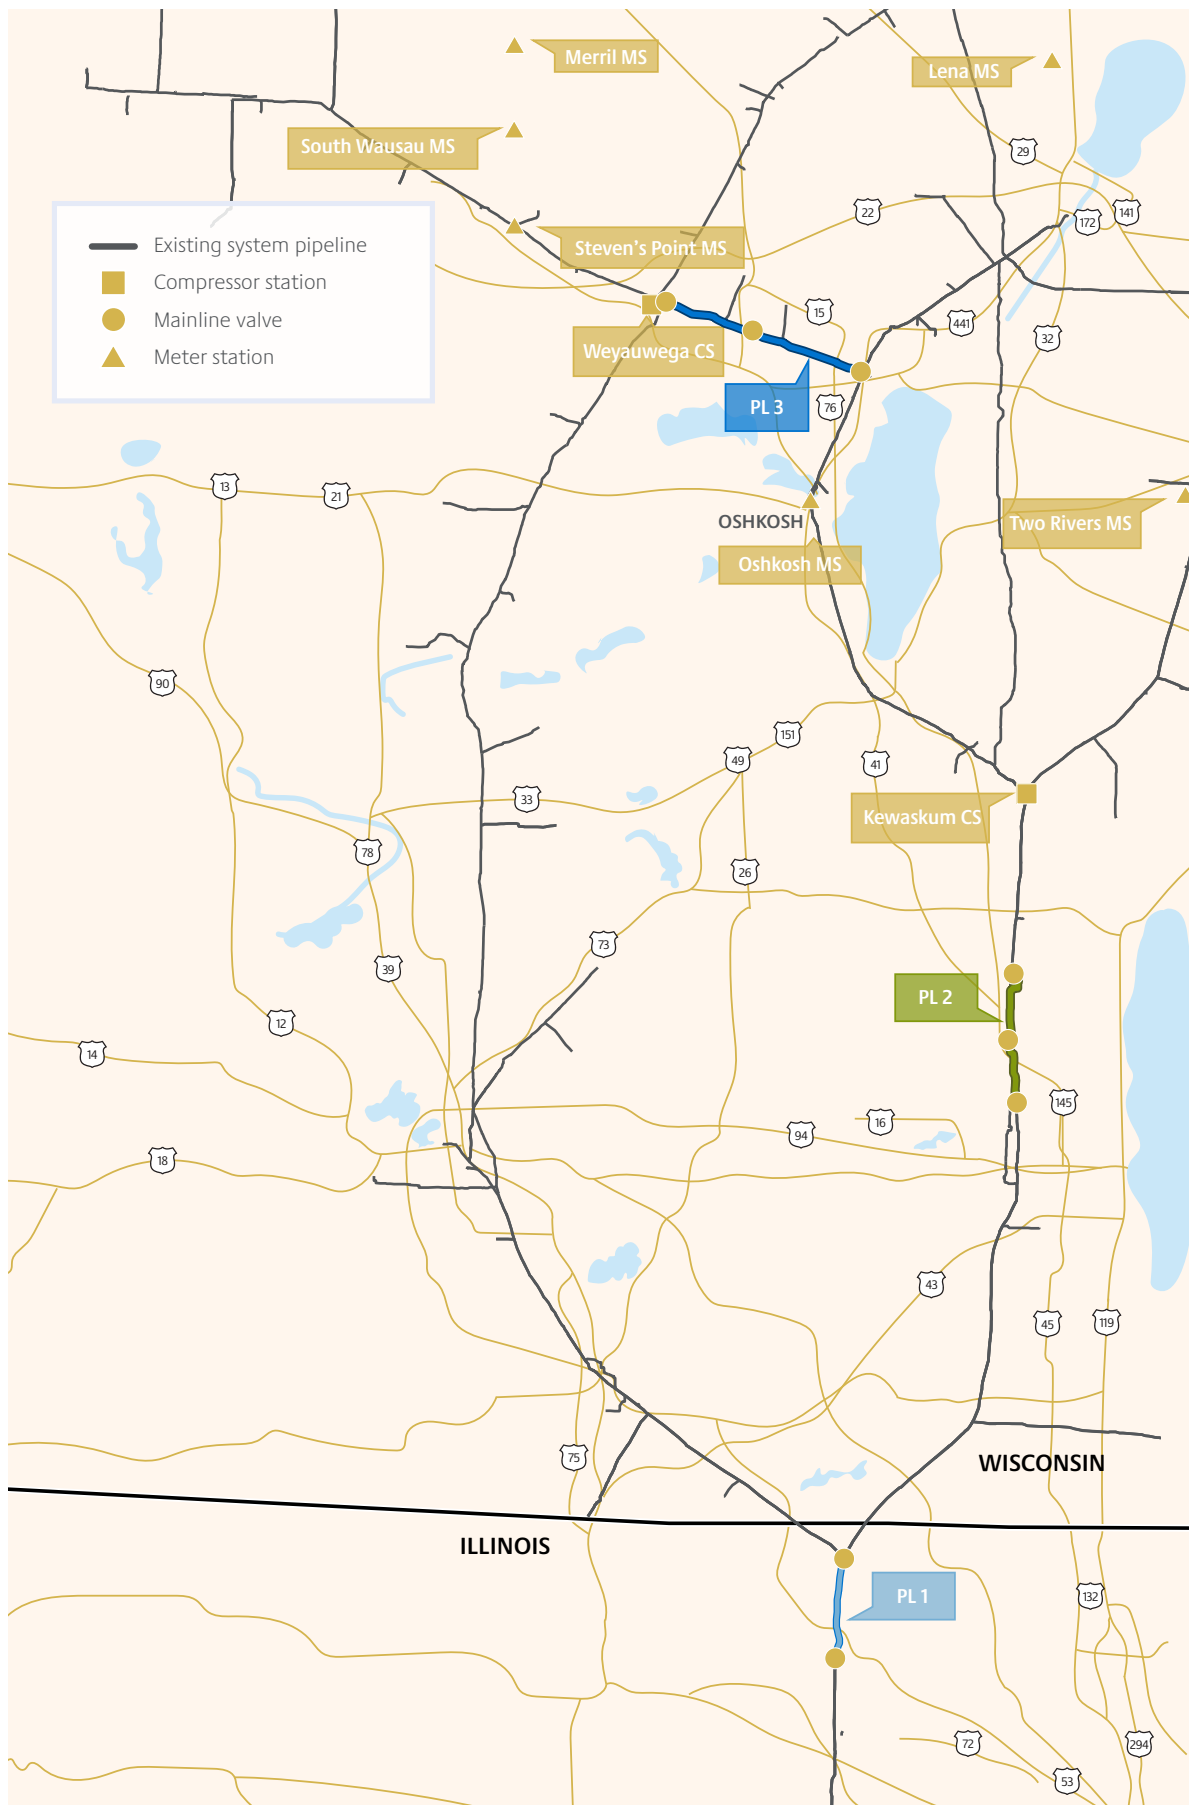 Merril MS
Lena MS
South Wausau MS
29
22
172
141
Existing system pipeline
Compressor station
Mainline valve
Meter station
Steven's Point MS
15
441
32
Weyauwega CS
PL 3
76
13
21
OSHKOSH
Two Rivers MS
Oshkosh MS
90
151
49
41
33
Kewaskum CS
78
26
73
39
PL 2
12
14
145
16
94
18
43
45
119
75
WISCONSIN
ILLINOIS
PL 1
132
72
294
53